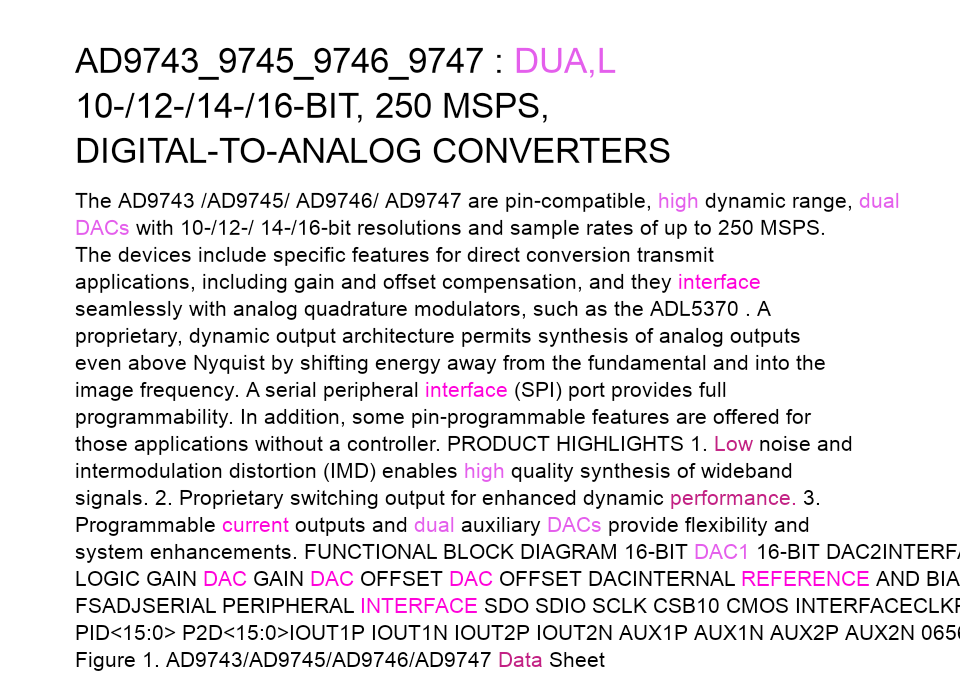 AD9743_9745_9746_9747 : DUA,L
10-/12-/14-/16-BIT, 250 MSPS,
DIGITAL-TO-ANALOG CONVERTERS
The AD9743 /AD9745/ AD9746/ AD9747 are pin-compatible, high dynamic range, dual
DACs with 10-/12-/ 14-/16-bit resolutions and sample rates of up to 250 MSPS.
The devices include specific features for direct conversion transmit
applications, including gain and offset compensation, and they interface
seamlessly with analog quadrature modulators, such as the ADL5370 . A
proprietary, dynamic output architecture permits synthesis of analog outputs
even above Nyquist by shifting energy away from the fundamental and into the
image frequency. A serial peripheral interface (SPI) port provides full
programmability. In addition, some pin-programmable features are offered for
those applications without a controller. PRODUCT HIGHLIGHTS 1. Low noise and
intermodulation distortion (IMD) enables high quality synthesis of wideband
signals. 2. Proprietary switching output for enhanced dynamic performance. 3.
Programmable current outputs and dual auxiliary DACs provide flexibility and
system enhancements. FUNCTIONAL BLOCK DIAGRAM 16-BIT DAC1 16-BIT DAC2INTERFA
LOGIC GAIN DAC GAIN DAC OFFSET DAC OFFSET DACINTERNAL REFERENCE AND BIA
FSADJSERIAL PERIPHERAL INTERFACE SDO SDIO SCLK CSB10 CMOS INTERFACECLKP
PID<15:0> P2D<15:0>IOUT1P IOUT1N IOUT2P IOUT2N AUX1P AUX1N AUX2P AUX2N 0656
Figure 1. AD9743/AD9745/AD9746/AD9747 Data Sheet